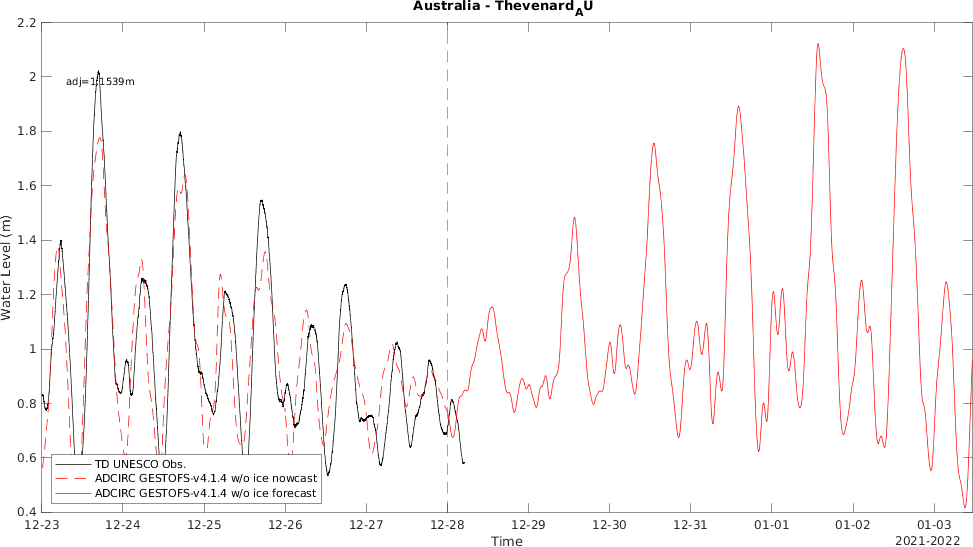 Australia - Thevenard_AU
2.2
2
1.8
1.6
1.4
1.2
1
0.8
0.6
0.4
Water Level (m)
adj=1.1539m
TD UNESCO Obs.
ADCIRC GESTOFS-v4.1.4 w/o ice nowcast
ADCIRC GESTOFS-v4.1.4 w/o ice forecast
12-23 12-24 12-25 12-26 12-27 12-28 12-29 12-30 12-31 01-01 01-02 01-03
Time
2021-2022